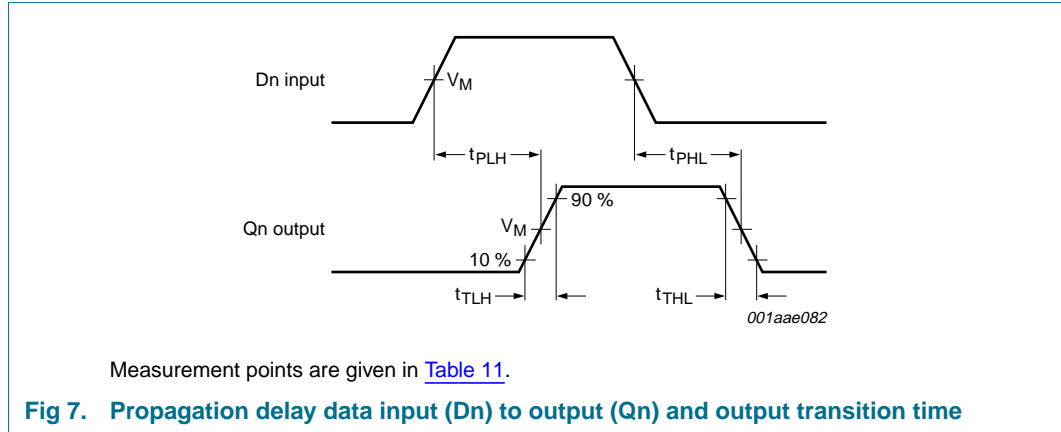 Dn input
VM
tPLH
tPHL
90 %
Qn output
VM
10 %
tTLH
tTHL
001aae082
Measurement points are given in Table 11.
Fig 7. Propagation delay data input (Dn) to output (Qn) and output transition time